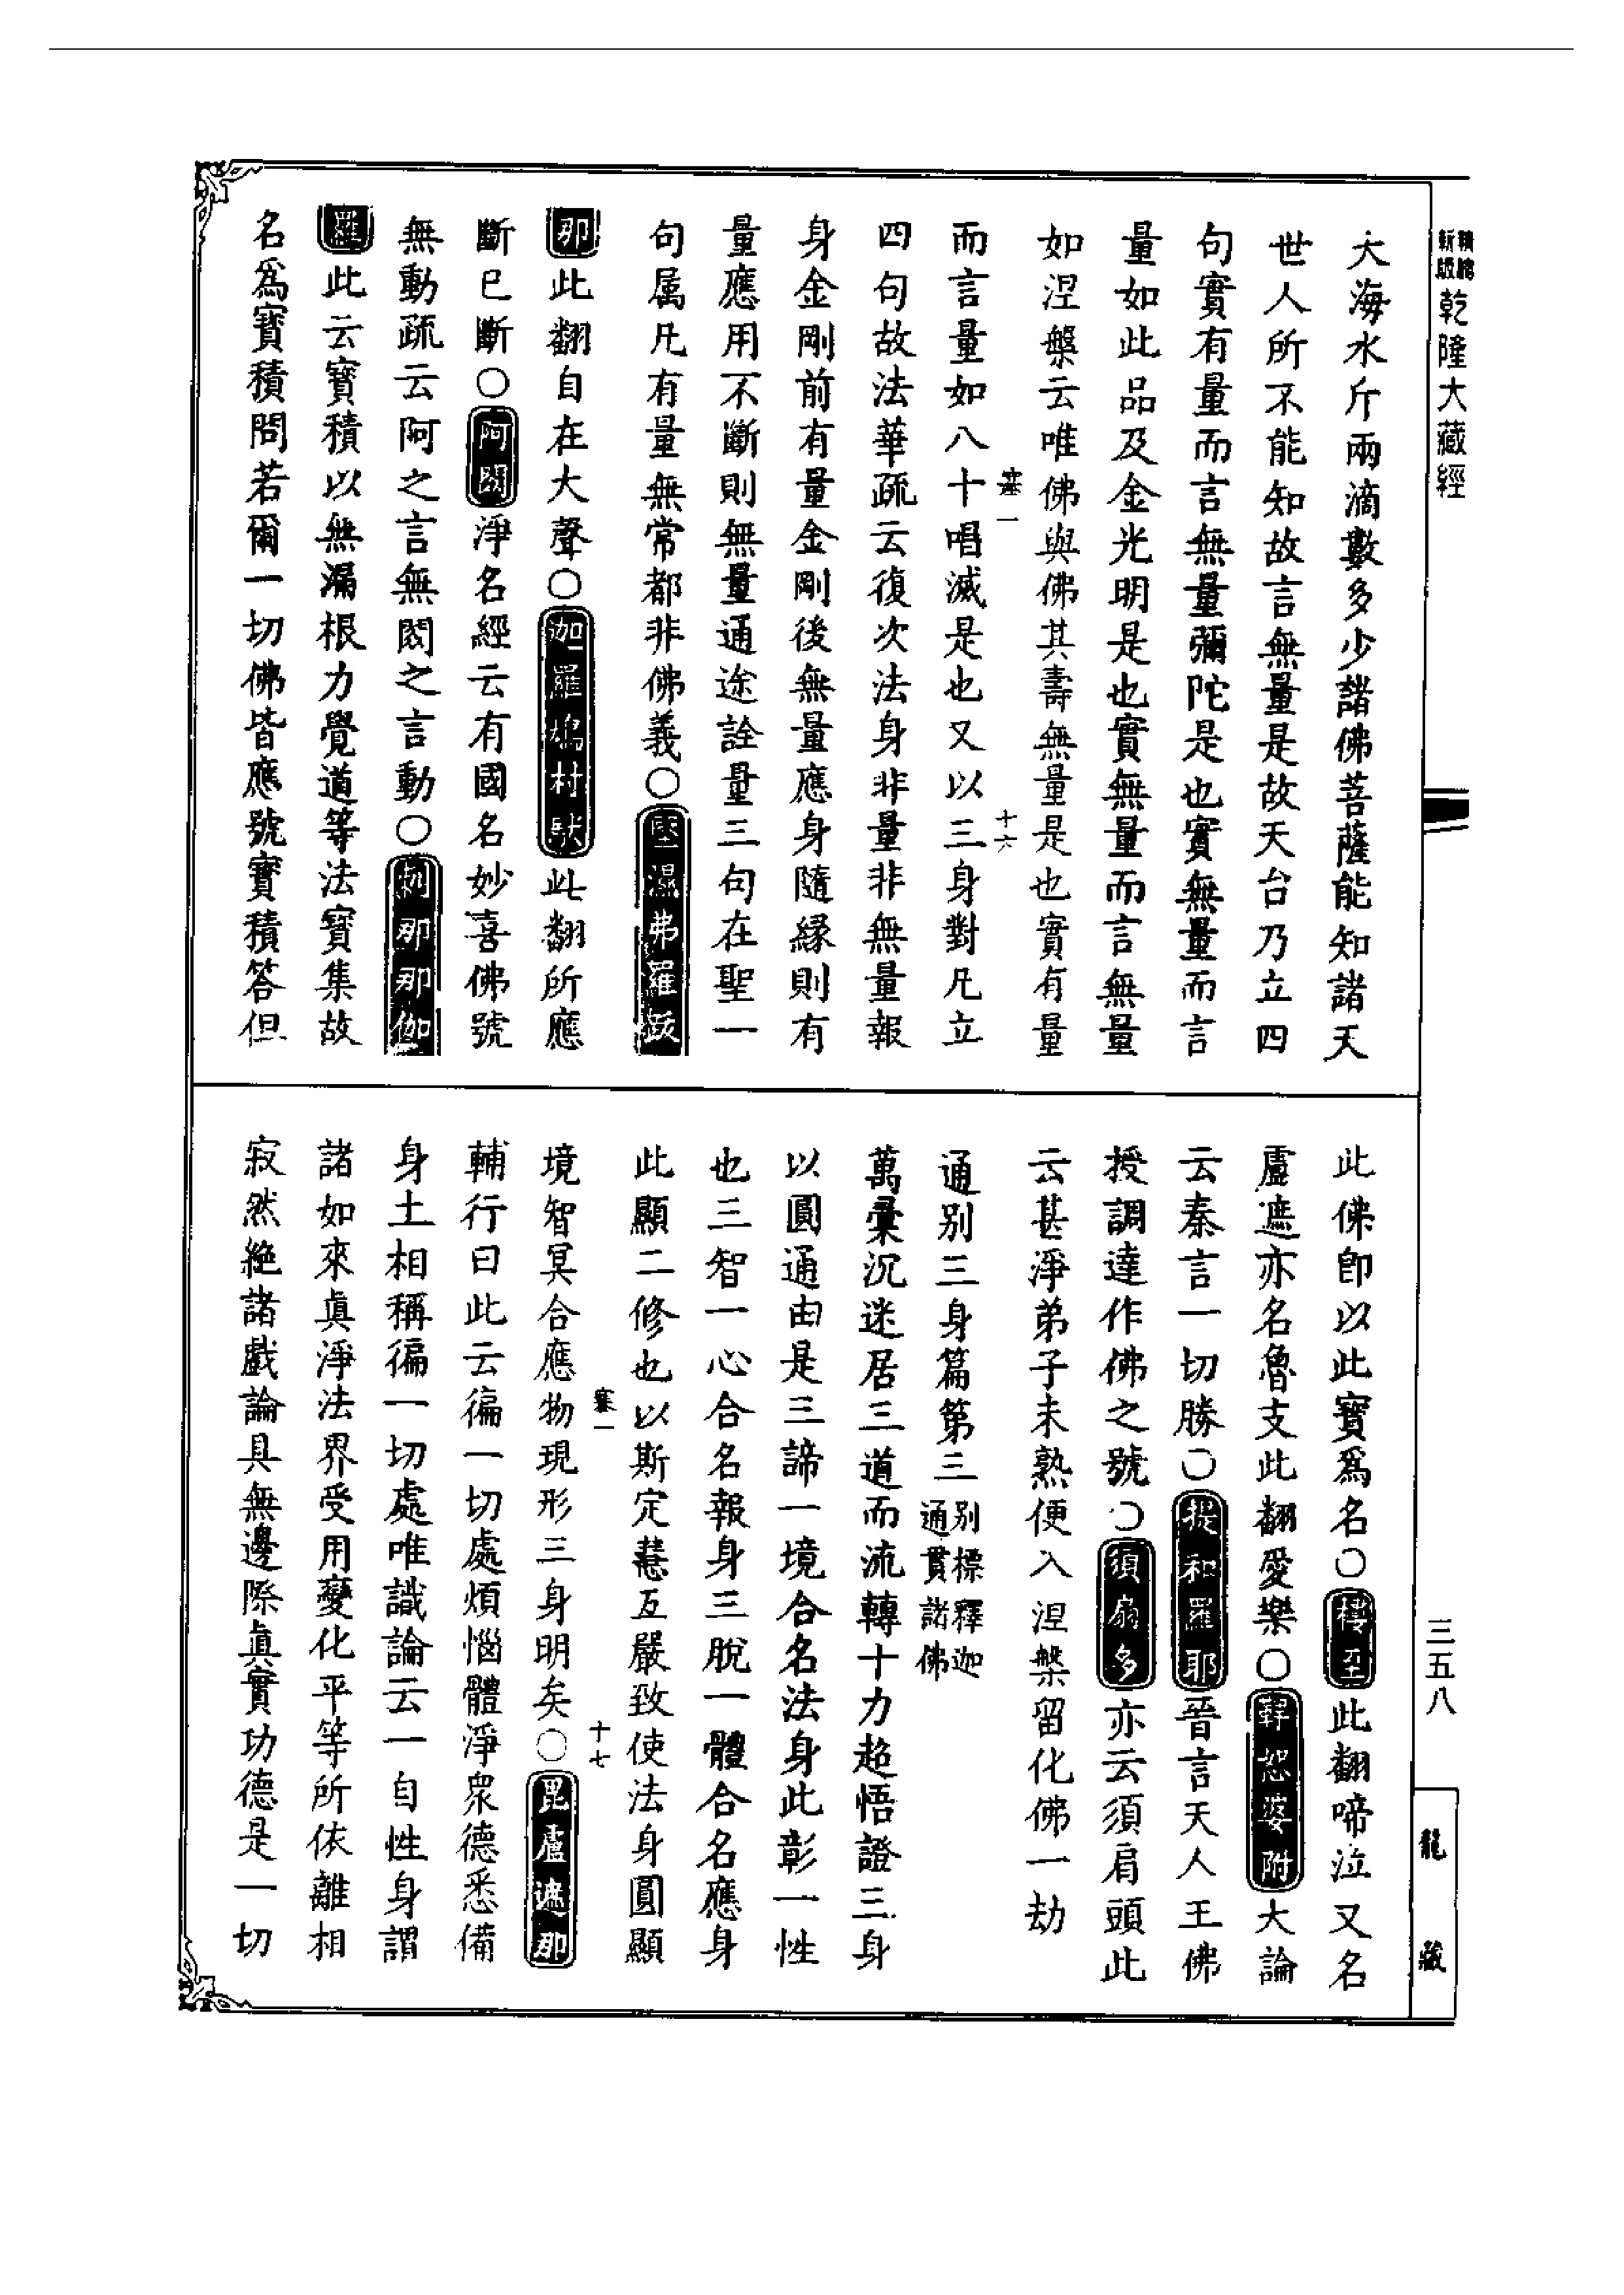 乾隆大藏經
大海水斤兩滴數多少諸佛菩薩能知諸天
世人所不能知故言無量是故天台乃立四
句實有量而言無量彌陀是也實無量而言
量如此品及金光明是也實無量而言無量
如涅槃云唯佛與佛其壽無量是也實有量
而言量如八十唱滅是也又以三身對凡立
四句故法華疏云復次法身非量非無量報
身金剛前有量金剛後無量應身隨緣則有
量應用不斷則無量通途詮量三句在聖一
句属凡有量無常都非佛義○堅濕弗羅
那此翻自在大聲○迦羅鳩村䭾此翻所應
斷已斷○阿閦淨名經云有國名妙喜佛號
無動疏云阿之言無閦之言動○剌那那伽
羅此云寶積以無漏根力覺道等法寶集故
名爲寶積問若爾一切佛皆應號寶積答但
此佛卽以此寶爲名○樓至此翻啼泣又名
盧遮亦名魯支此翻愛樂○鞞恕婆附大論
云秦言一切勝○提和羅耶晉言天人王佛
授調達作佛之號○須扇多亦云須肩頭此
云甚淨弟子未熟便入涅槃留化佛一劫
通别三身篇第三 别標釋迦 通貫諸佛
萬彙沉迷居三道而流轉十力超悟證三身
以圓通由是三諦一境合名法身此彰一性
也三智一心合名報身三脫一體合名應身
此顯二修也以斯定慧互嚴致使法身圓顯
境智冥合應物現形三身明矣○毘盧遮那
輔行曰此云徧一切處煩惱體淨衆德悉備
身土相稱徧一切處唯識論云一自性身謂
諸如來眞淨法界受用變化平等所依離相
寂然絶諸戲論具無邊際眞實功德是一切
十六
十七
三五八
龍藏